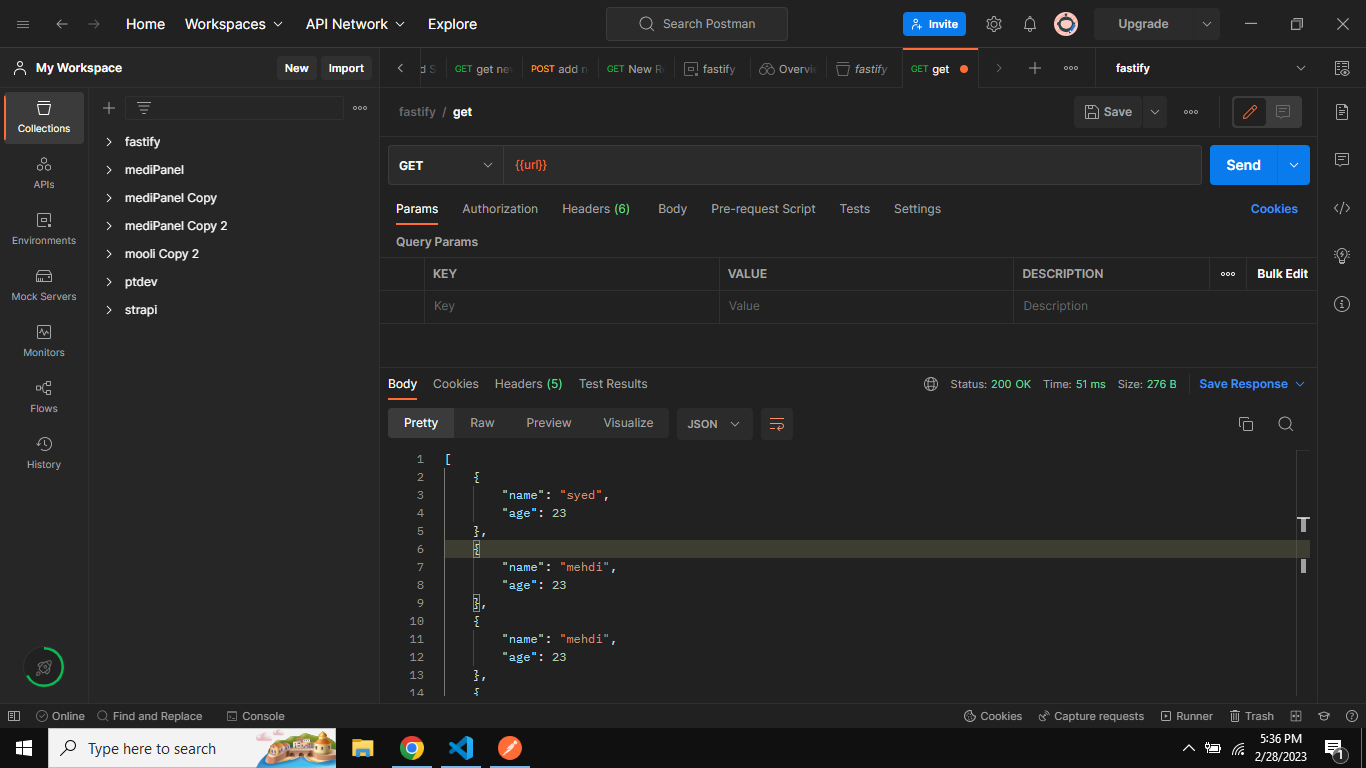 Home Workspaces API Network Explore Search Postman Invite Upgrade
My Workspace New Import
GET get ne POST add n GET New R fastify Overvi fastify GET get fastify
Collections
APIs
Environments
Mock Servers
Monitors
Flows
History
fastify
mediPanel
mediPanel Copy
mediPanel Copy 2
mooli Copy 2
ptdev
strapi
fastify / get Save
GET {{url}} Send
Params Authorization Headers (6) Body Pre-request Script Tests Settings Cookies
Query Params
KEY VALUE DESCRIPTION Bulk Edit
Key Value Description
Body Cookies Headers (5) Test Results Status: 200 OK Time: 51 ms Size: 276 B Save Response
Pretty Raw Preview Visualize JSON
1 [
2 {
3 "name": "syed",
4 "age": 23
5 },
6 {
7 "name": "mehdi",
8 "age": 23
9 },
10 {
11 "name": "mehdi",
12 "age": 23
13 },
14 {
Online Find and Replace Console Cookies Capture requests Runner Trash
Type here to search
5:36 PM
2/28/2023
1